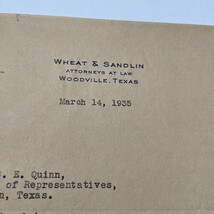 WHEAT & SANDLIN
ATTORNEYS AT LAW
WOODVILLE, TEXAS
March 14, 1935
. E. Quinn,
of Representatives,
n, Texas.